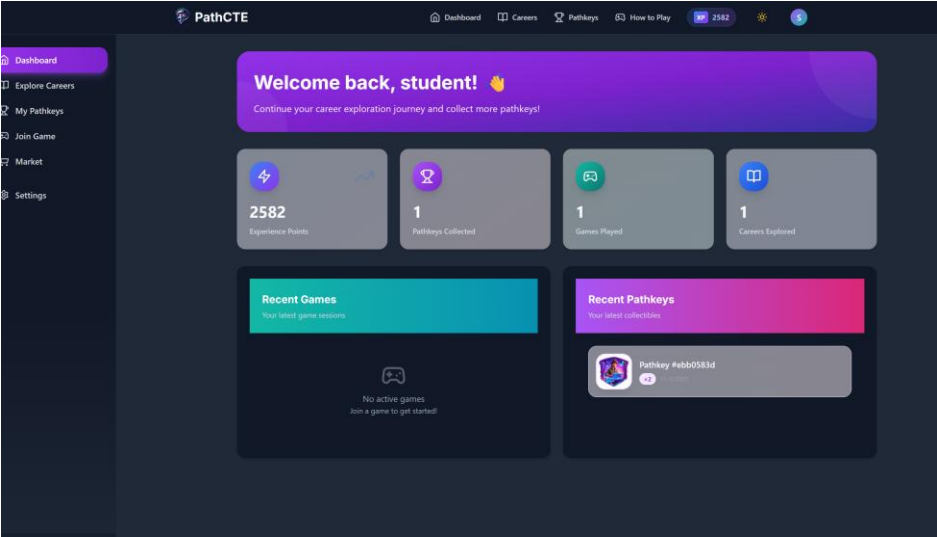 PathCTE
Dashboard
Careers
Pathkeys
How to Play
XP 2582
S
Dashboard
Explore Careers
My Pathkeys
Join Game
Market
Settings
Welcome back, student! 👋
Continue your career exploration journey and collect more pathkeys!
2582
Experience Points
1
Pathkeys Collected
1
Games Played
1
Careers Explored
Recent Games
Your latest game sessions
No active games
Join a game to get started!
Recent Pathkeys
Your latest collectibles
Pathkey #ebb0583d
×2